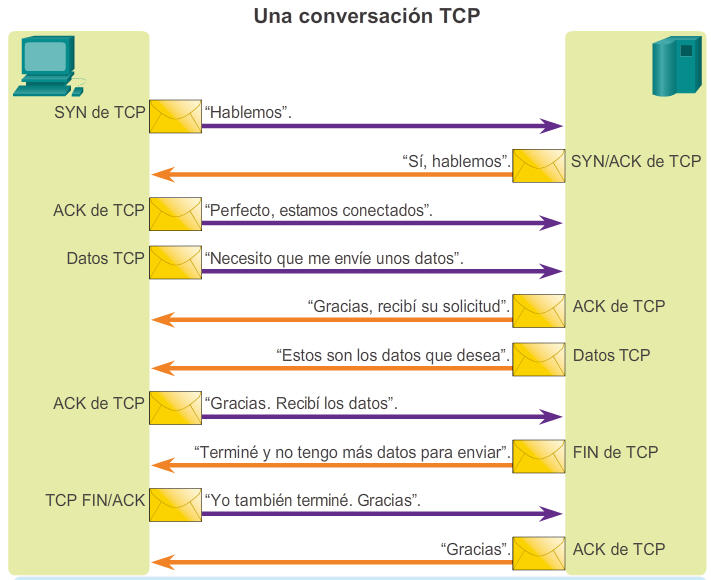 Una conversación TCP
SYN de TCP “Hablemos”.
“Sí, hablemos”. SYN/ACK de TCP
ACK de TCP “Perfecto, estamos conectados”.
Datos TCP “Necesito que me envíe unos datos”.
“Gracias, recibí su solicitud”. ACK de TCP
“Estos son los datos que desea”. Datos TCP
ACK de TCP “Gracias. Recibí los datos”.
“Terminé y no tengo más datos para enviar”. FIN de TCP
TCP FIN/ACK “Yo también terminé. Gracias”.
“Gracias”. ACK de TCP